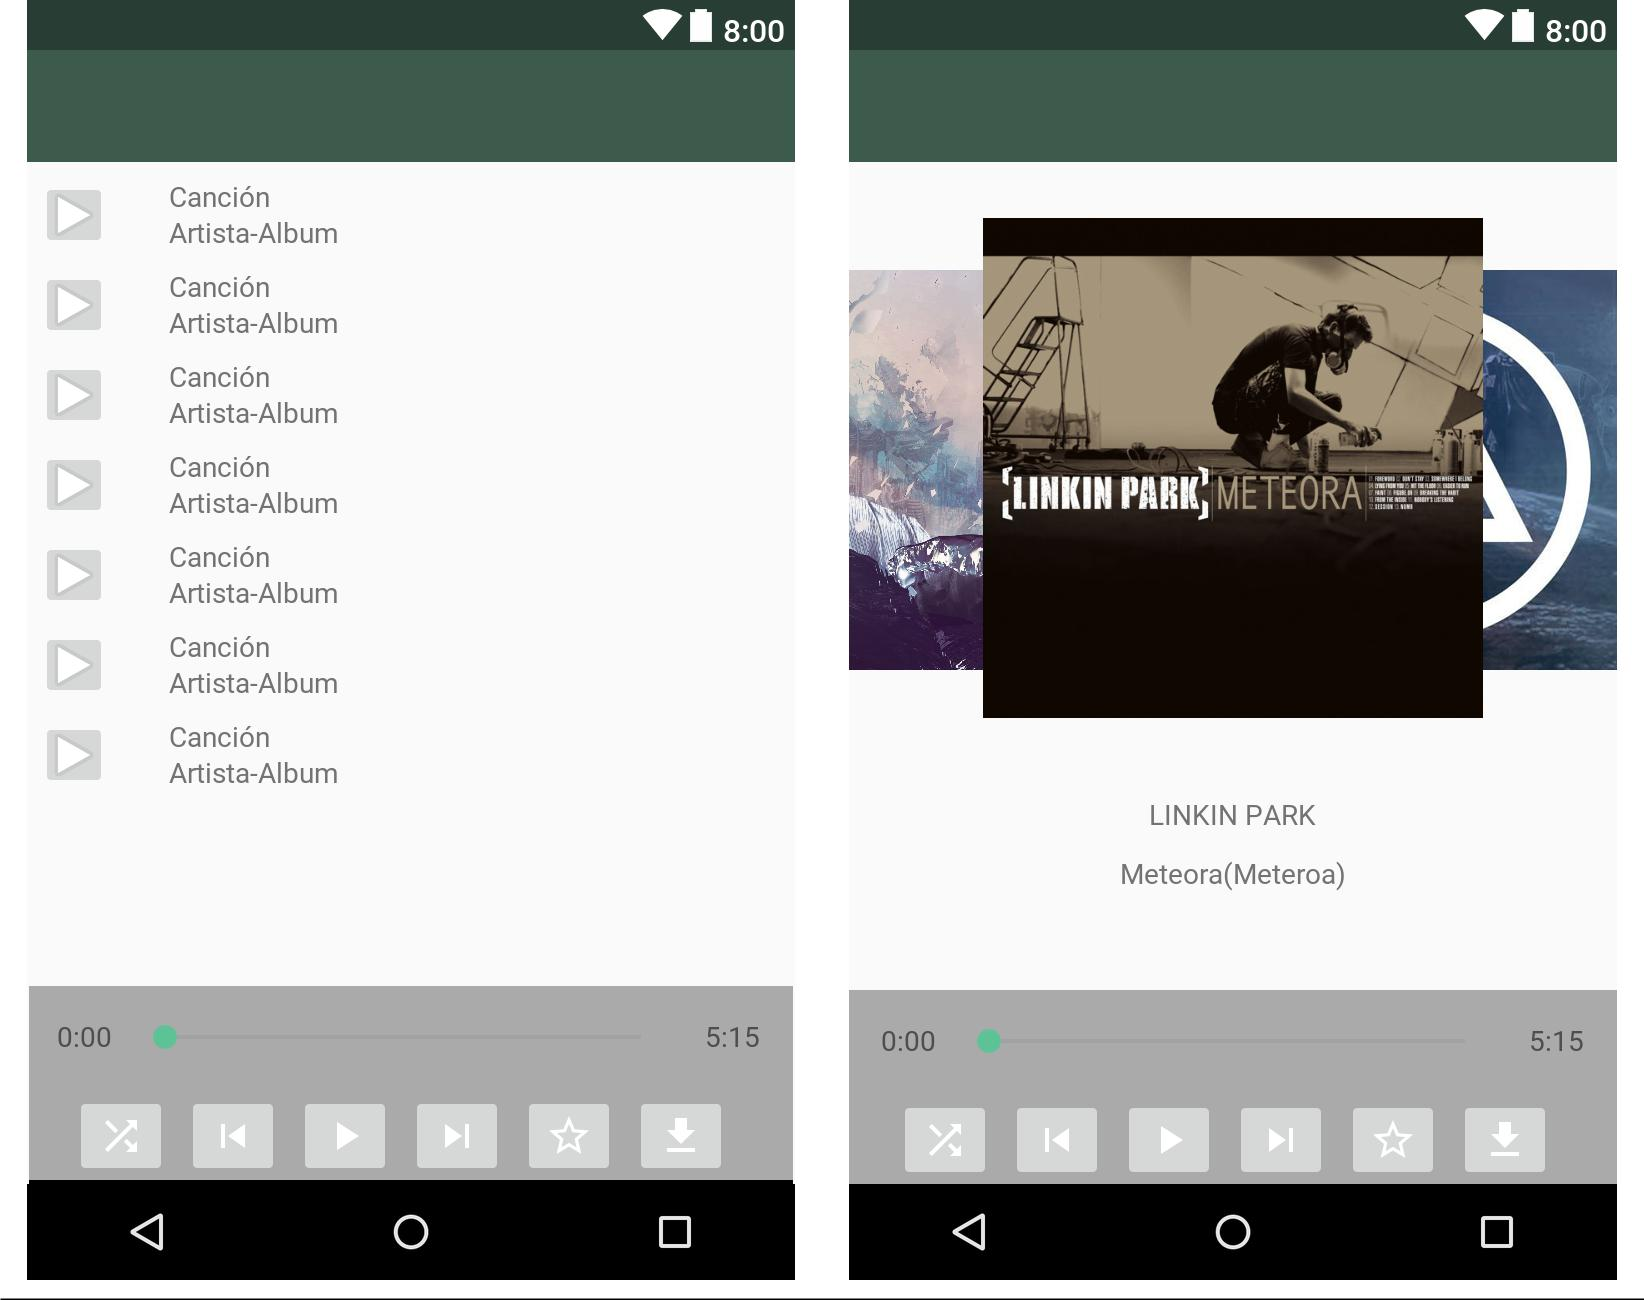 8:00
Canción
Artista-Album
Canción
Artista-Album
Canción
Artista-Album
Canción
Artista-Album
Canción
Artista-Album
Canción
Artista-Album
Canción
Artista-Album
0:00 5:15
8:00
[LINKIN PARK] METEORA
LINKIN PARK
Meteora(Meteroa)
0:00 5:15